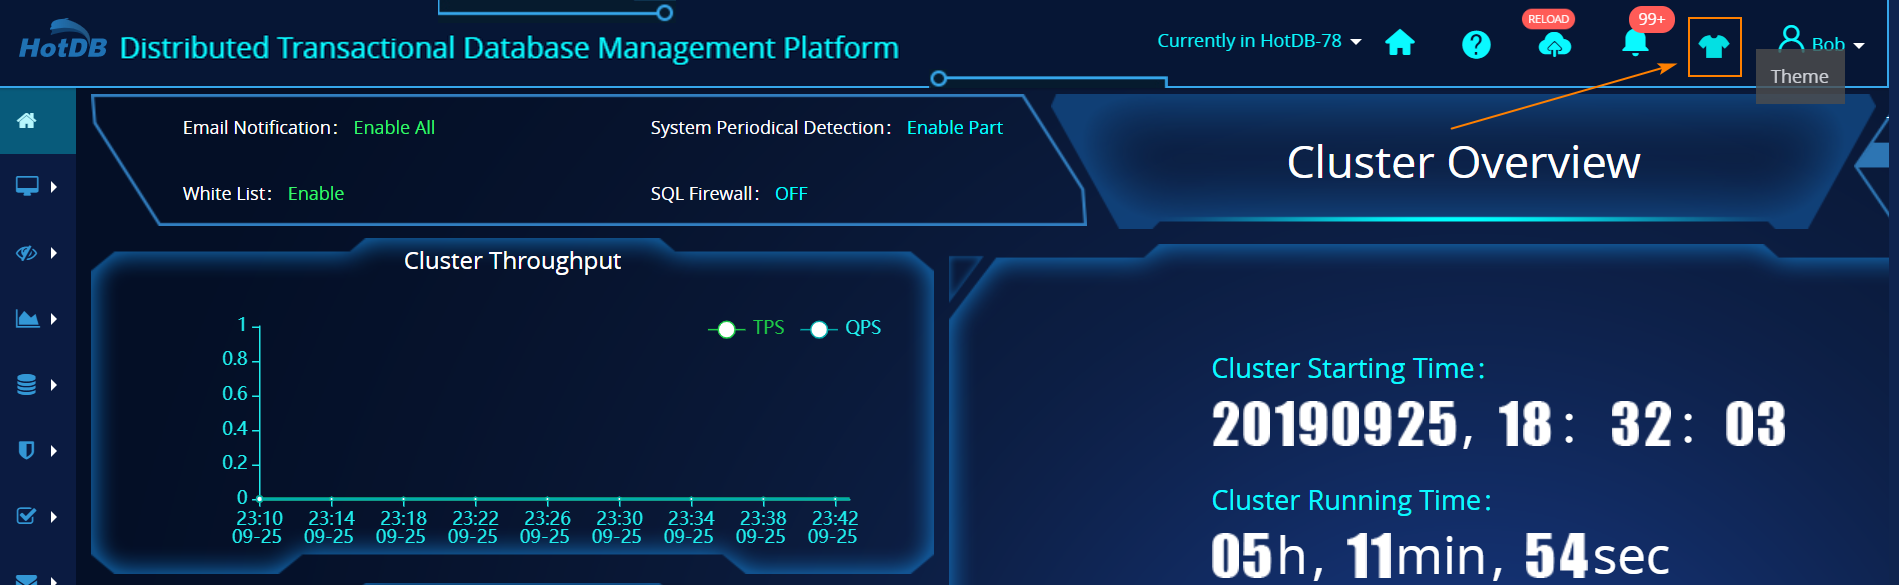 HotDB Distributed Transactional Database Management Platform
Currently in HotDB-78
RELOAD
99+
Bob
Theme
Email Notification: Enable All
System Periodical Detection: Enable Part
White List: Enable
SQL Firewall: OFF
Cluster Overview
Cluster Throughput
TPS QPS
1
0.8
0.6
0.4
0.2
0
23:10 23:14 23:18 23:22 23:26 23:30 23:34 23:38 23:42
09-25 09-25 09-25 09-25 09-25 09-25 09-25 09-25 09-25
Cluster Starting Time:
20190925, 18: 32: 03
Cluster Running Time:
05h, 11min, 54sec